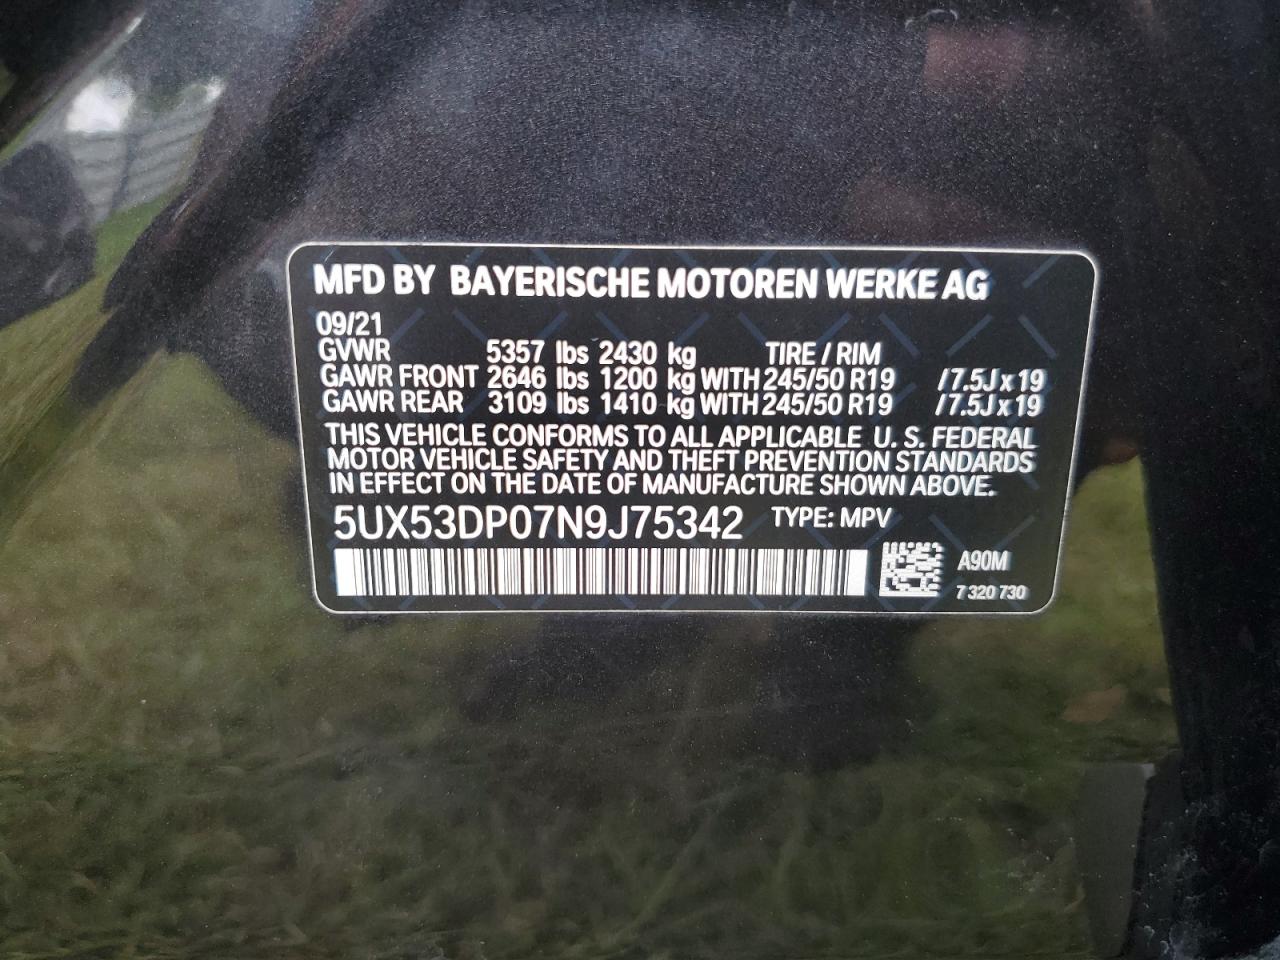 MFD BY BAYERISCHE MOTOREN WERKE AG
09/21
GVWR 5357 lbs 2430 kg TIRE / RIM
GAWR FRONT 2646 lbs 1200 kg WITH 245/50 R19 / 7.5J x 19
GAWR REAR 3109 lbs 1410 kg WITH 245/50 R19 / 7.5J x 19
THIS VEHICLE CONFORMS TO ALL APPLICABLE U. S. FEDERAL
MOTOR VEHICLE SAFETY AND THEFT PREVENTION STANDARDS
IN EFFECT ON THE DATE OF MANUFACTURE SHOWN ABOVE.
5UX53DP07N9J75342 TYPE: MPV
A90M
7 320 730